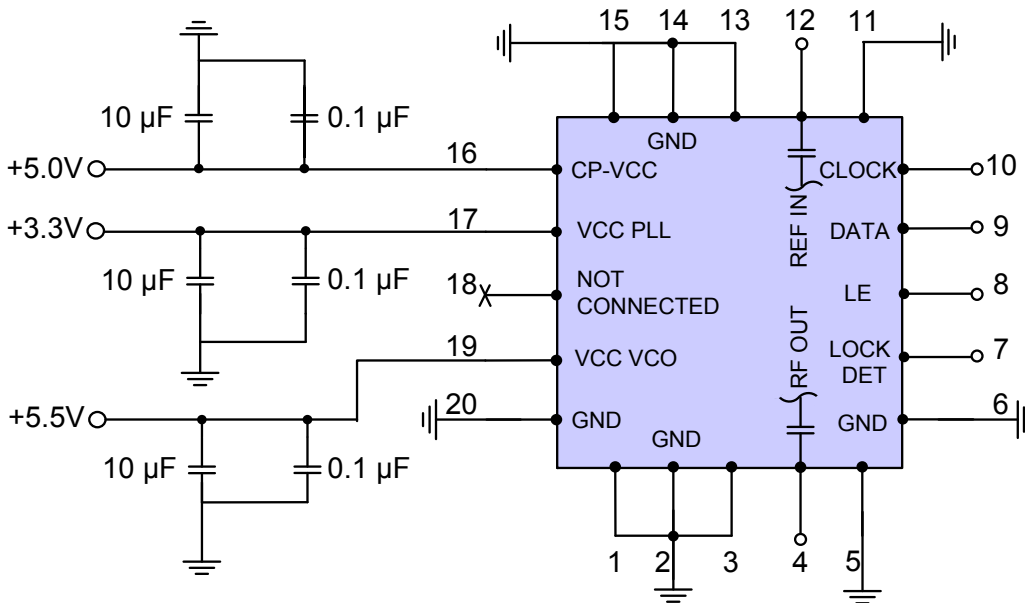 15
14
13
12
11
10 µF
0.1 µF
GND
+5.0V
16
CP-VCC
CLOCK
10
REF IN
+3.3V
17
VCC PLL
DATA
9
10 µF
0.1 µF
18
NOT
CONNECTED
LE
8
19
VCC VCO
RF OUT
LOCK
DET
7
+5.5V
20
GND
GND
GND
6
10 µF
0.1 µF
1
2
3
4
5